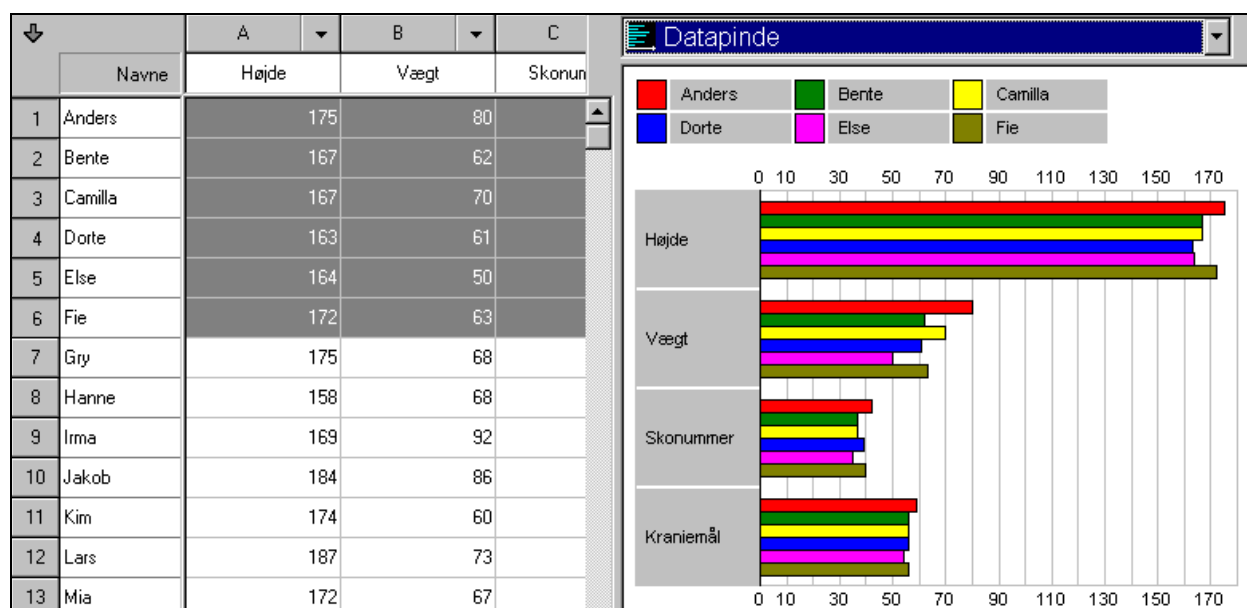 A B C
Navne Højde Vægt Skonun
1 Anders 175 80
2 Bente 167 62
3 Camilla 167 70
4 Dorte 163 61
5 Else 164 50
6 Fie 172 63
7 Gry 175 68
8 Hanne 158 68
9 Irma 169 92
10 Jakob 184 86
11 Kim 174 60
12 Lars 187 73
13 Mia 172 67
Datapinde
Anders Bente Camilla
Dorte Else Fie
0 10 30 50 70 90 110 130 150 170
Højde
Vægt
Skonummer
Kraniemål
0 10 30 50 70 90 110 130 150 170